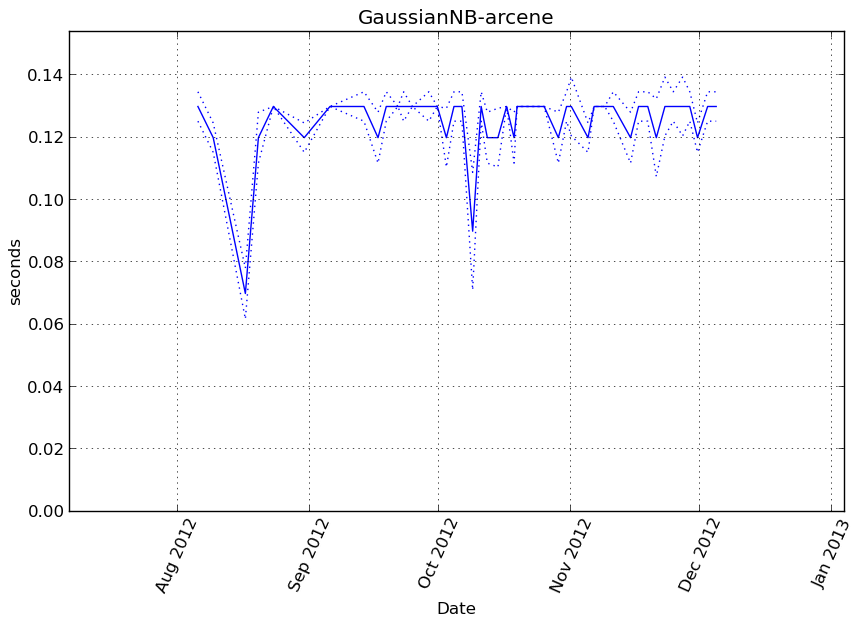 GaussianNB-arcene
0.14
0.12
0.10
0.08
0.06
0.04
0.02
0.00
seconds
Aug 2012
Sep 2012
Oct 2012
Nov 2012
Dec 2012
Jan 2013
Date